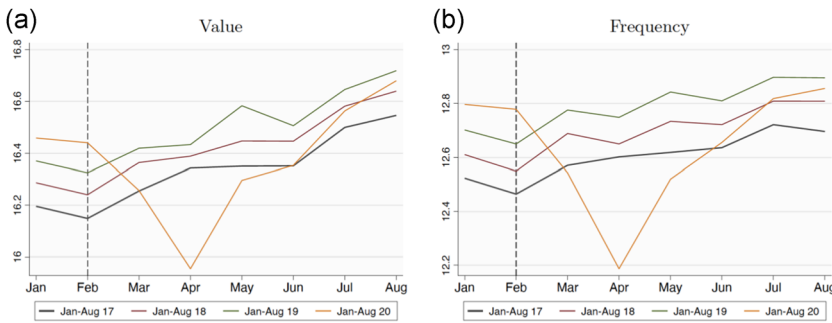 (a)
Value
16.8
16.6
16.4
16.2
16
Jan Feb Mar Apr May Jun Jul Aug
Jan-Aug 17 Jan-Aug 18 Jan-Aug 19 Jan-Aug 20
(b)
Frequency
13
12.8
12.6
12.4
12.2
Jan Feb Mar Apr May Jun Jul Aug
Jan-Aug 17 Jan-Aug 18 Jan-Aug 19 Jan-Aug 20